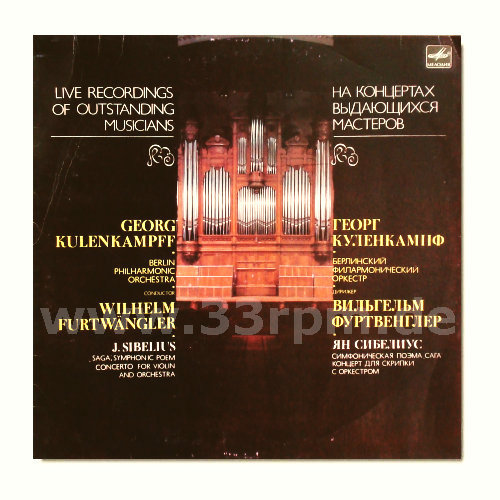 МЕЛОДИЯ
LIVE RECORDINGS
OF OUTSTANDING
MUSICIANS
НА КОНЦЕРТАХ
ВЫДАЮЩИХСЯ
МАСТЕРОВ
GEORG
KULENKAMPFF
BERLIN
PHILHARMONIC
ORCHESTRA
CONDUCTOR
WILHELM
FURTWÄNGLER
J. SIBELIUS
SAGA, SYMPHONIC POEM
CONCERTO FOR VIOLIN
AND ORCHESTRA
ГЕОРГ
КУЛЕНКАМПФ
БЕРЛИНСКИЙ
ФИЛАРМОНИЧЕСКИЙ
ОРКЕСТР
ДИРИЖЕР
ВИЛЬГЕЛЬМ
ФУРТВЕНГЛЕР
ЯН СИБЕЛИУС
СИМФОНИЧЕСКАЯ ПОЭМА САГА
КОНЦЕРТ ДЛЯ СКРИПКИ
С ОРКЕСТРОМ
www.33rpm.de